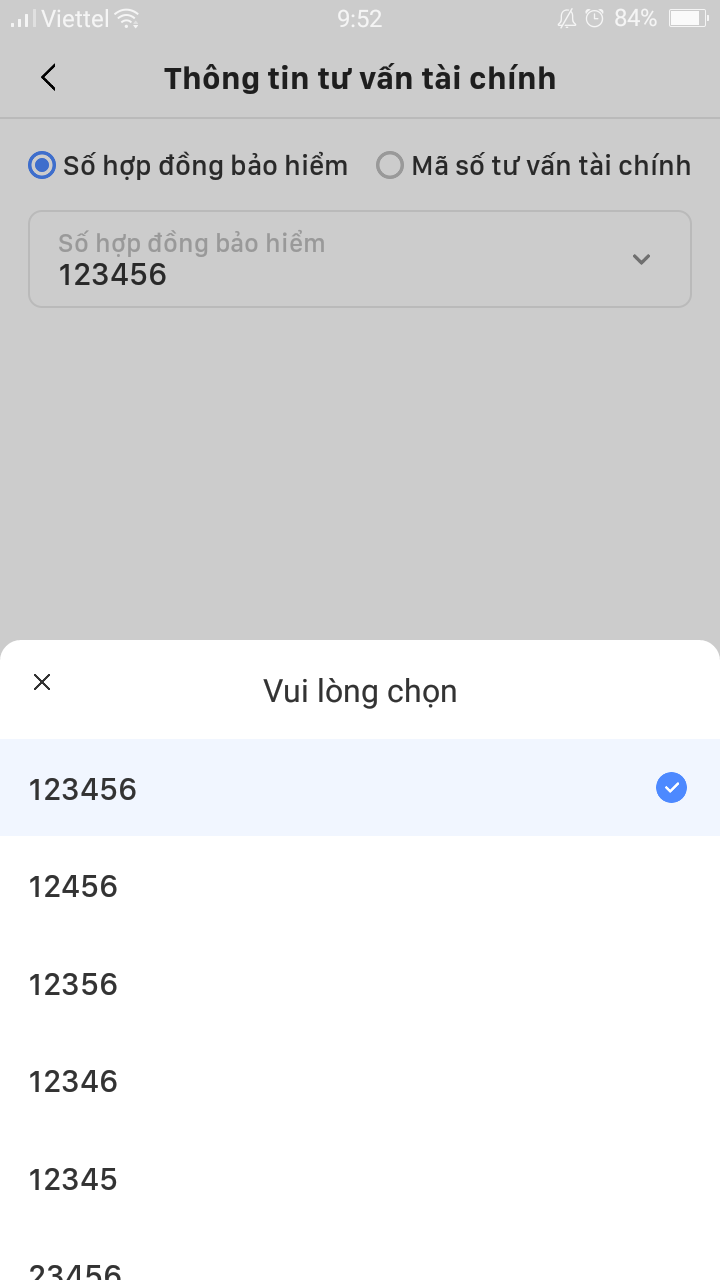 Viettel 9:52 84%
Thông tin tư vấn tài chính
Số hợp đồng bảo hiểm Mã số tư vấn tài chính
Số hợp đồng bảo hiểm
123456
Vui lòng chọn
123456
12456
12356
12346
12345
23456